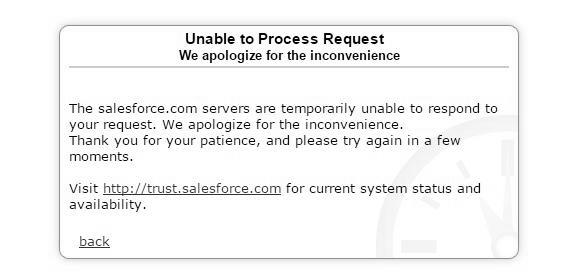 Unable to Process Request
We apologize for the inconvenience
The salesforce.com servers are temporarily unable to respond to
your request. We apologize for the inconvenience.
Thank you for your patience, and please try again in a few
moments.
Visit http://trust.salesforce.com for current system status and
availability.
back